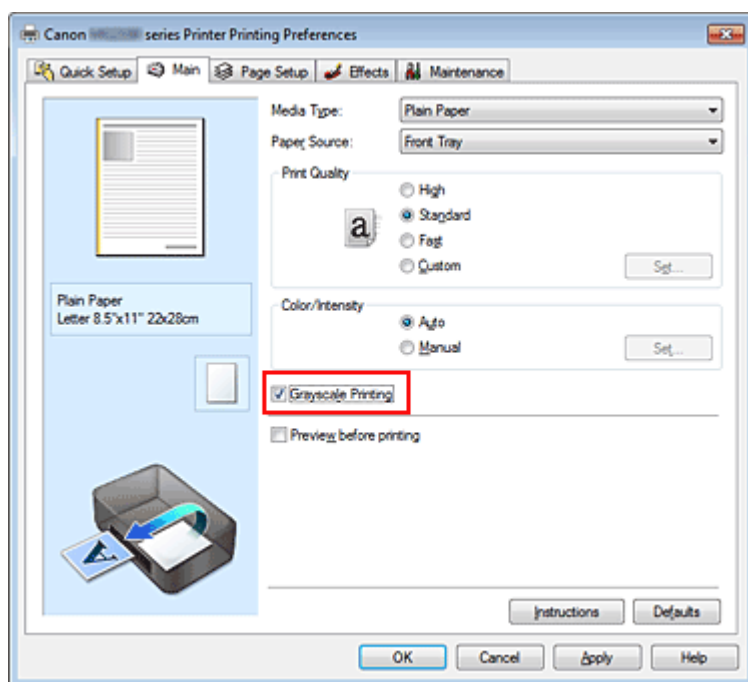 Canon series Printer Printing Preferences
Quick Setup Main Page Setup Effects Maintenance
Media Type: Plain Paper
Paper Source: Front Tray
Print Quality
High
a Standard
Fast
Custom Set...
Plain Paper
Letter 8.5"x11" 22x28cm
Color/Intensity
Auto
Manual Set...
Grayscale Printing
Preview before printing
A
Instructions Defaults
OK Cancel Apply Help